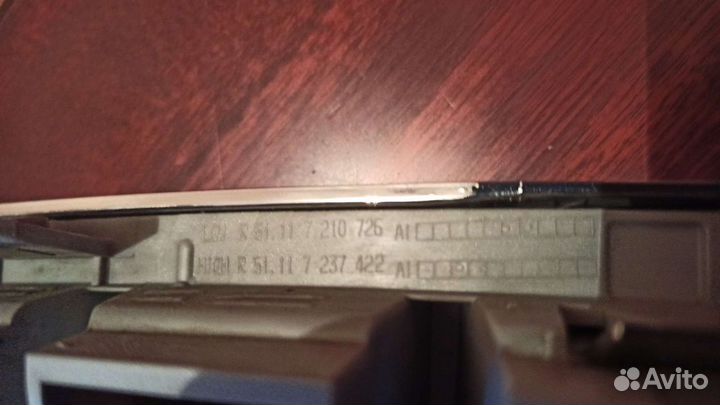 LOW R 51.11 7 210 726 AI
HIGH R 51.11 7 237 422 AI
Avito